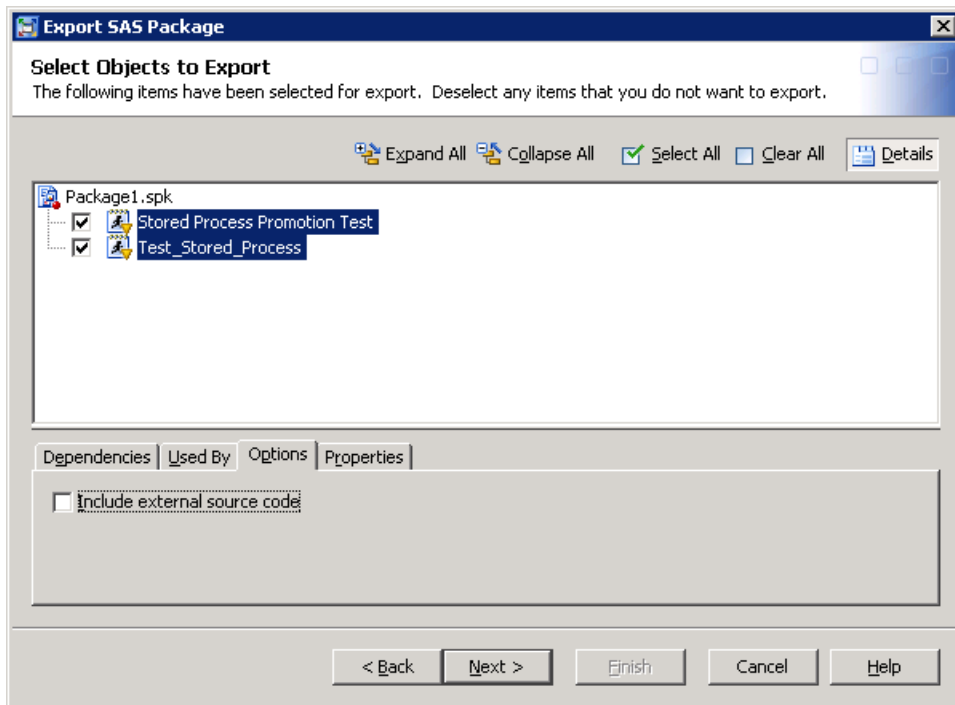 Export SAS Package
Select Objects to Export
The following items have been selected for export. Deselect any items that you do not want to export.
Expand All Collapse All Select All Clear All Details
Package1.spk
Stored Process Promotion Test
Test_Stored_Process
Dependencies Used By Options Properties
Include external source code
< Back Next > Finish Cancel Help